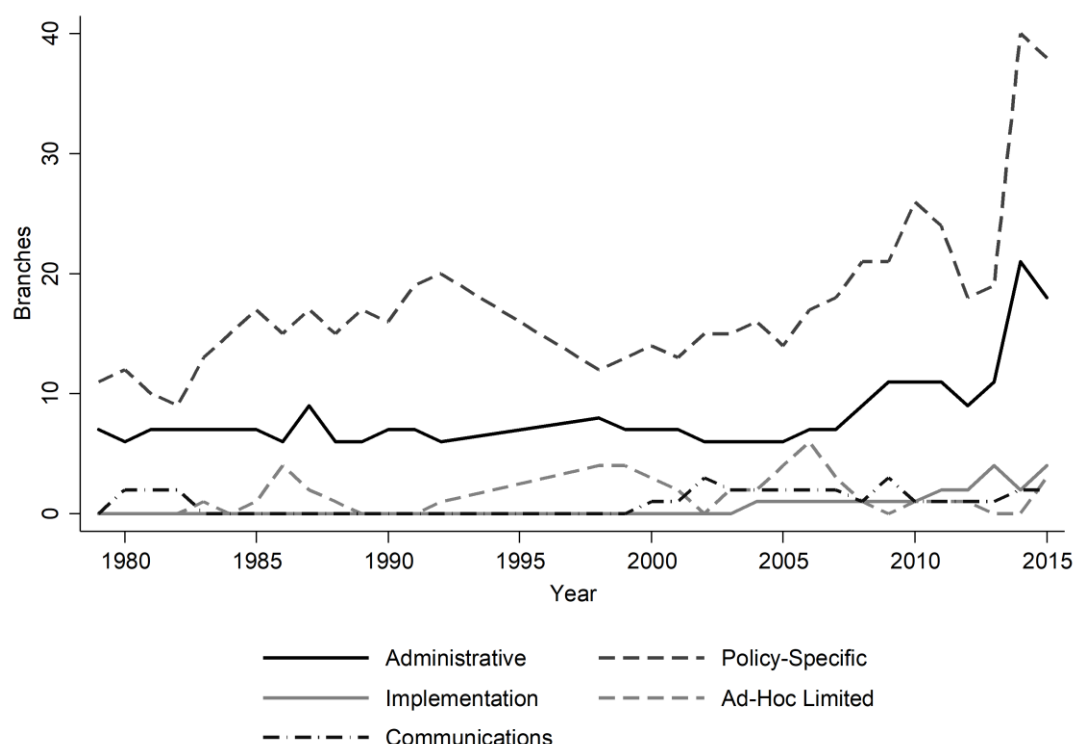 40
30
20
10
0
Branches
1980 1985 1990 1995 2000 2005 2010 2015
Year
Administrative Policy-Specific
Implementation Ad-Hoc Limited
Communications